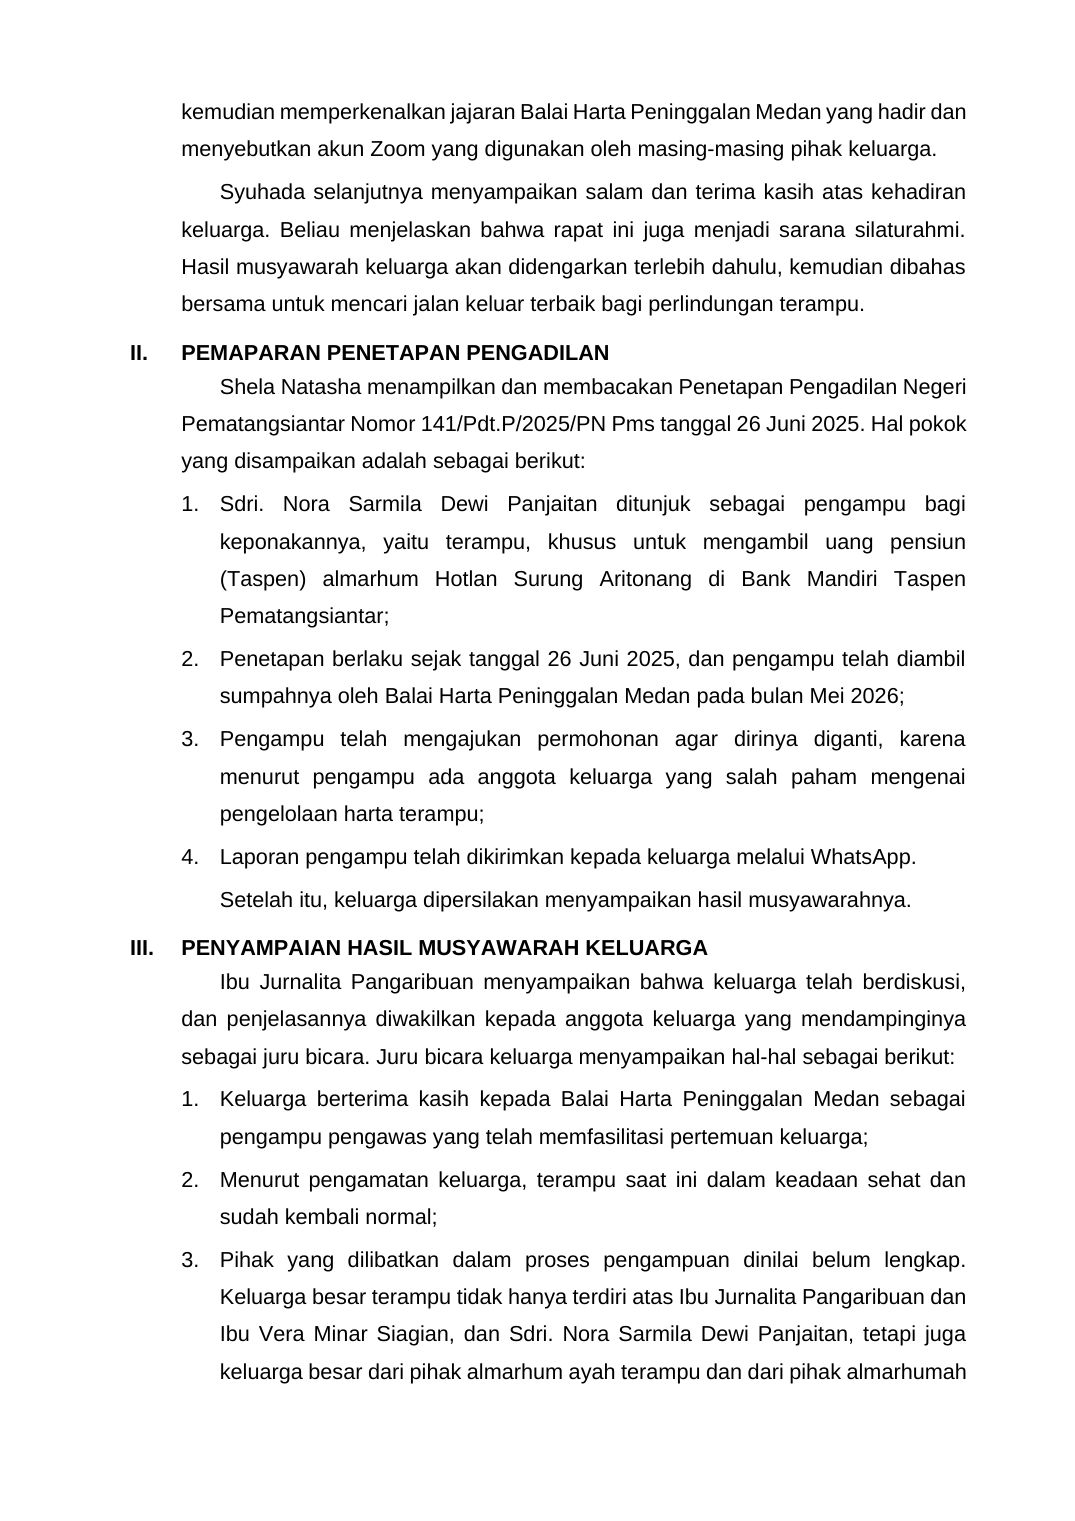 kemudian memperkenalkan jajaran Balai Harta Peninggalan Medan yang hadir dan
menyebutkan akun Zoom yang digunakan oleh masing-masing pihak keluarga.
Syuhada selanjutnya menyampaikan salam dan terima kasih atas kehadiran
keluarga. Beliau menjelaskan bahwa rapat ini juga menjadi sarana silaturahmi.
Hasil musyawarah keluarga akan didengarkan terlebih dahulu, kemudian dibahas
bersama untuk mencari jalan keluar terbaik bagi perlindungan terampu.
II. PEMAPARAN PENETAPAN PENGADILAN
Shela Natasha menampilkan dan membacakan Penetapan Pengadilan Negeri
Pematangsiantar Nomor 141/Pdt.P/2025/PN Pms tanggal 26 Juni 2025. Hal pokok
yang disampaikan adalah sebagai berikut:
1. Sdri. Nora Sarmila Dewi Panjaitan ditunjuk sebagai pengampu bagi
keponakannya, yaitu terampu, khusus untuk mengambil uang pensiun
(Taspen) almarhum Hotlan Surung Aritonang di Bank Mandiri Taspen
Pematangsiantar;
2. Penetapan berlaku sejak tanggal 26 Juni 2025, dan pengampu telah diambil
sumpahnya oleh Balai Harta Peninggalan Medan pada bulan Mei 2026;
3. Pengampu telah mengajukan permohonan agar dirinya diganti, karena
menurut pengampu ada anggota keluarga yang salah paham mengenai
pengelolaan harta terampu;
4. Laporan pengampu telah dikirimkan kepada keluarga melalui WhatsApp.
Setelah itu, keluarga dipersilakan menyampaikan hasil musyawarahnya.
III. PENYAMPAIAN HASIL MUSYAWARAH KELUARGA
Ibu Jurnalita Pangaribuan menyampaikan bahwa keluarga telah berdiskusi,
dan penjelasannya diwakilkan kepada anggota keluarga yang mendampinginya
sebagai juru bicara. Juru bicara keluarga menyampaikan hal-hal sebagai berikut:
1. Keluarga berterima kasih kepada Balai Harta Peninggalan Medan sebagai
pengampu pengawas yang telah memfasilitasi pertemuan keluarga;
2. Menurut pengamatan keluarga, terampu saat ini dalam keadaan sehat dan
sudah kembali normal;
3. Pihak yang dilibatkan dalam proses pengampuan dinilai belum lengkap.
Keluarga besar terampu tidak hanya terdiri atas Ibu Jurnalita Pangaribuan dan
Ibu Vera Minar Siagian, dan Sdri. Nora Sarmila Dewi Panjaitan, tetapi juga
keluarga besar dari pihak almarhum ayah terampu dan dari pihak almarhumah